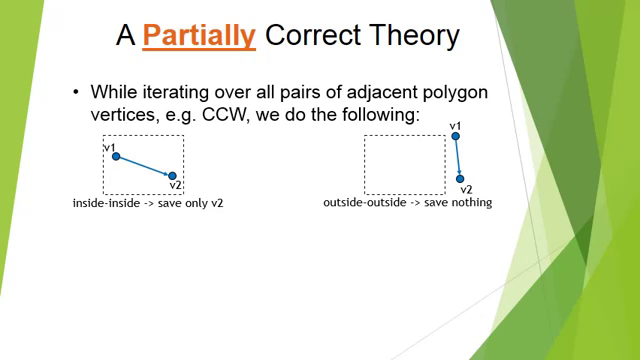 A Partially Correct Theory
• While iterating over all pairs of adjacent polygon
vertices, e.g. CCW, we do the following:
v1
v2
inside-inside -> save only v2
v1
v2
outside-outside -> save nothing